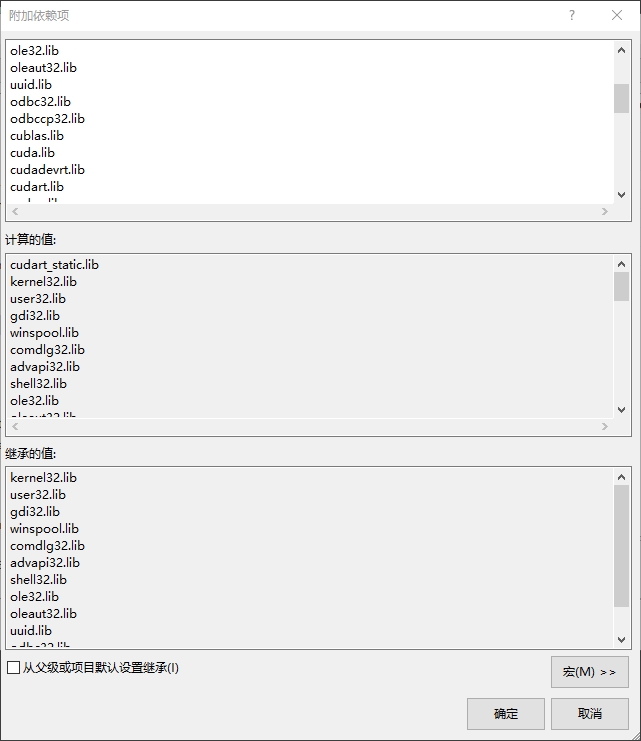 附加依赖项
?
ole32.lib
oleaut32.lib
uuid.lib
odbc32.lib
odbccp32.lib
cublas.lib
cuda.lib
cudadevrt.lib
cudart.lib
计算的值:
cudart_static.lib
kernel32.lib
user32.lib
gdi32.lib
winspool.lib
comdlg32.lib
advapi32.lib
shell32.lib
ole32.lib
oleaut32.lib
继承的值:
kernel32.lib
user32.lib
gdi32.lib
winspool.lib
comdlg32.lib
advapi32.lib
shell32.lib
ole32.lib
oleaut32.lib
uuid.lib
odbc32.lib
从父级或项目默认设置继承(I)
宏(M) >>
确定
取消